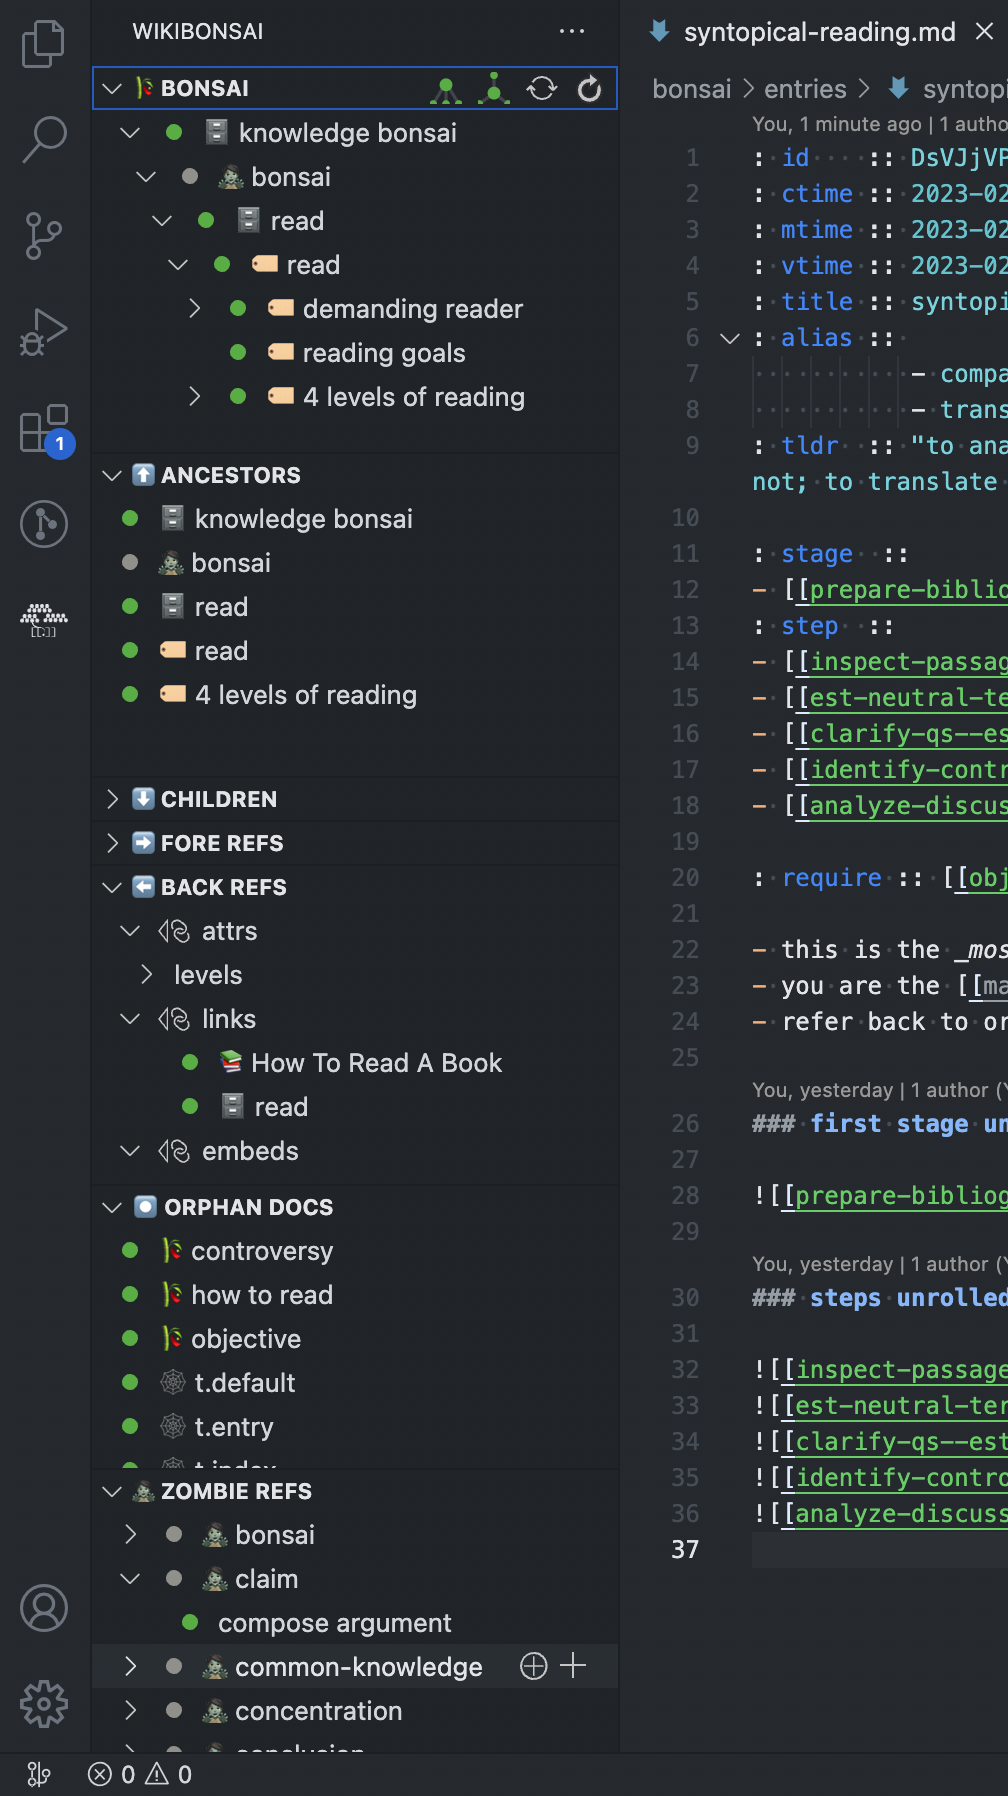 WIKIBONSAI
BONSAI
knowledge bonsai
bonsai
read
read
demanding reader
reading goals
4 levels of reading
ANCESTORS
knowledge bonsai
bonsai
read
read
4 levels of reading
CHILDREN
FORE REFS
BACK REFS
attrs
levels
links
How To Read A Book
read
embeds
ORPHAN DOCS
controversy
how to read
objective
t.default
t.entry
t.index
ZOMBIE REFS
bonsai
claim
compose argument
common-knowledge
concentration
conclusion
1
0 0
syntopical-reading.md
bonsai > entries > syntopi
You, 1 minute ago | 1 autho
1 : id :: DsVJjVP
2 : ctime :: 2023-02
3 : mtime :: 2023-02
4 : vtime :: 2023-02
5 : title :: syntopi
6 : alias ::
7 - compa
8 - trans
9 : tldr :: "to ana
not; to translate
10
11 : stage ::
12 - [[prepare-biblio
13 : step ::
14 - [[inspect-passag
15 - [[est-neutral-te
16 - [[clarify-qs--es
17 - [[identify-contr
18 - [[analyze-discus
19
20 : require :: [[obj
21
22 - this is the _mos
23 - you are the [[ma
24 - refer back to or
25
You, yesterday | 1 author (Y
26 ### first stage un
27
28 ![[prepare-bibliog
29
You, yesterday | 1 author (Y
30 ### steps unrolled
31
32 ![[inspect-passage
33 ![[est-neutral-ter
34 ![[clarify-qs--est
35 ![[identify-contro
36 ![[analyze-discuss
37